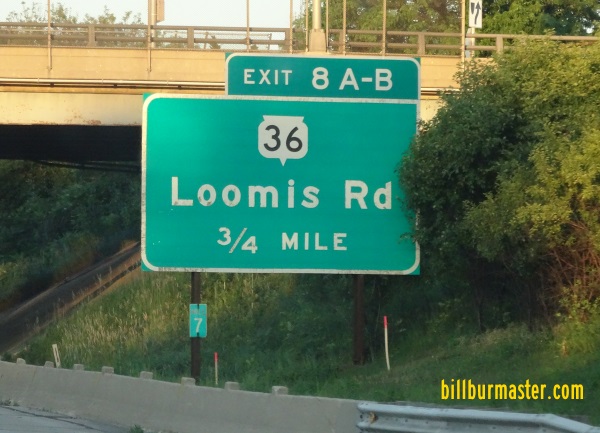 EXIT 8 A-B
36
Loomis Rd
3/4 MILE
7
billburmaster.com